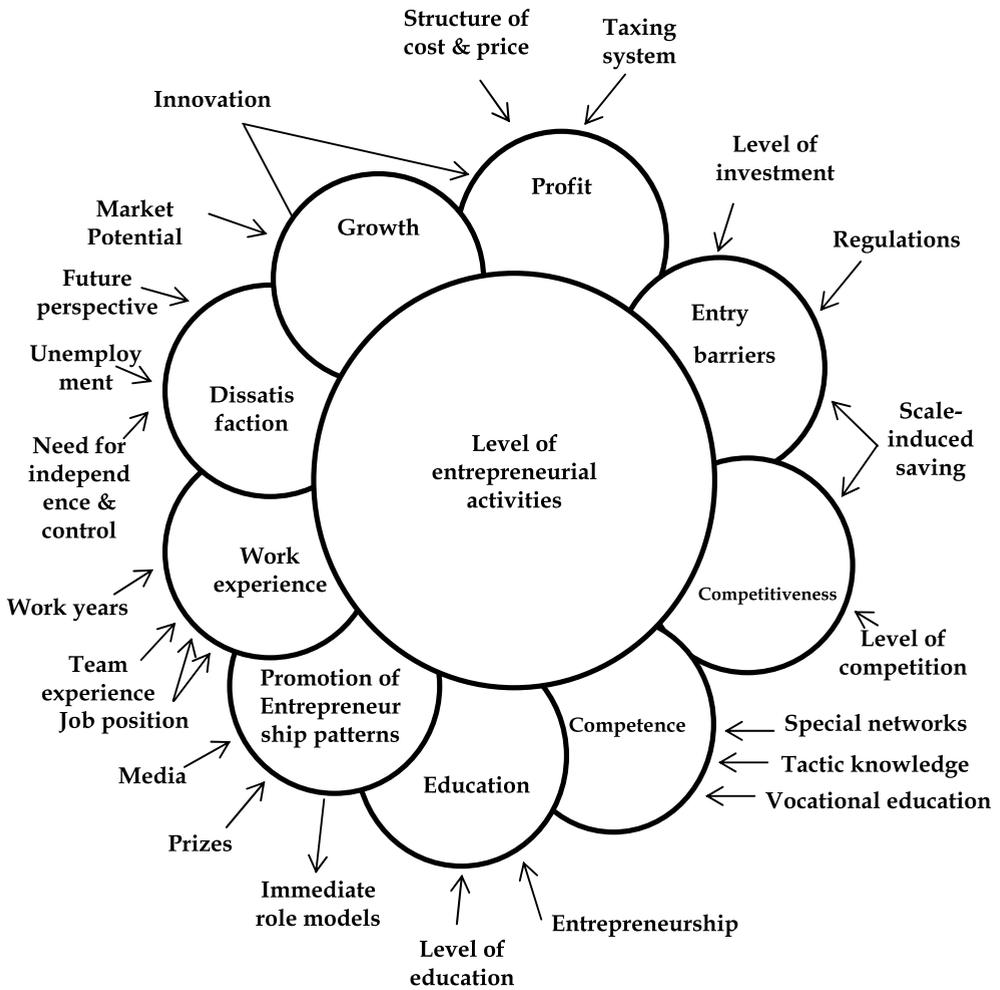 Structure of
cost & price
Taxing
system
Innovation
Level of
investment
Profit
Market
Potential
Growth
Regulations
Future
perspective
Entry
barriers
Unemploy
ment
Dissatis
faction
Scale-
induced
saving
Need for
independ
ence &
control
Level of
entrepreneurial
activities
Work
experience
Competitiveness
Work years
Level of
competition
Team
experience
Job position
Promotion of
Entrepreneur
ship patterns
Competence
Special networks
Tactic knowledge
Vocational education
Media
Education
Prizes
Immediate
role models
Entrepreneurship
Level of
education